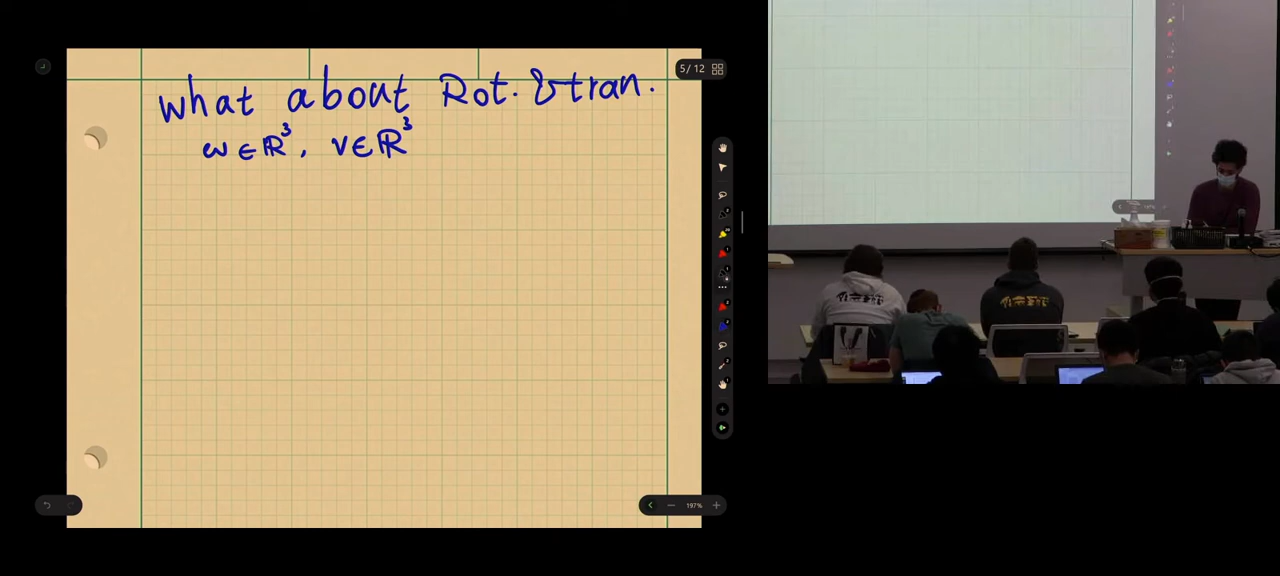 what about Rot. & tran.
ω ∈ ℝ³, v ∈ ℝ³
5/12
197%